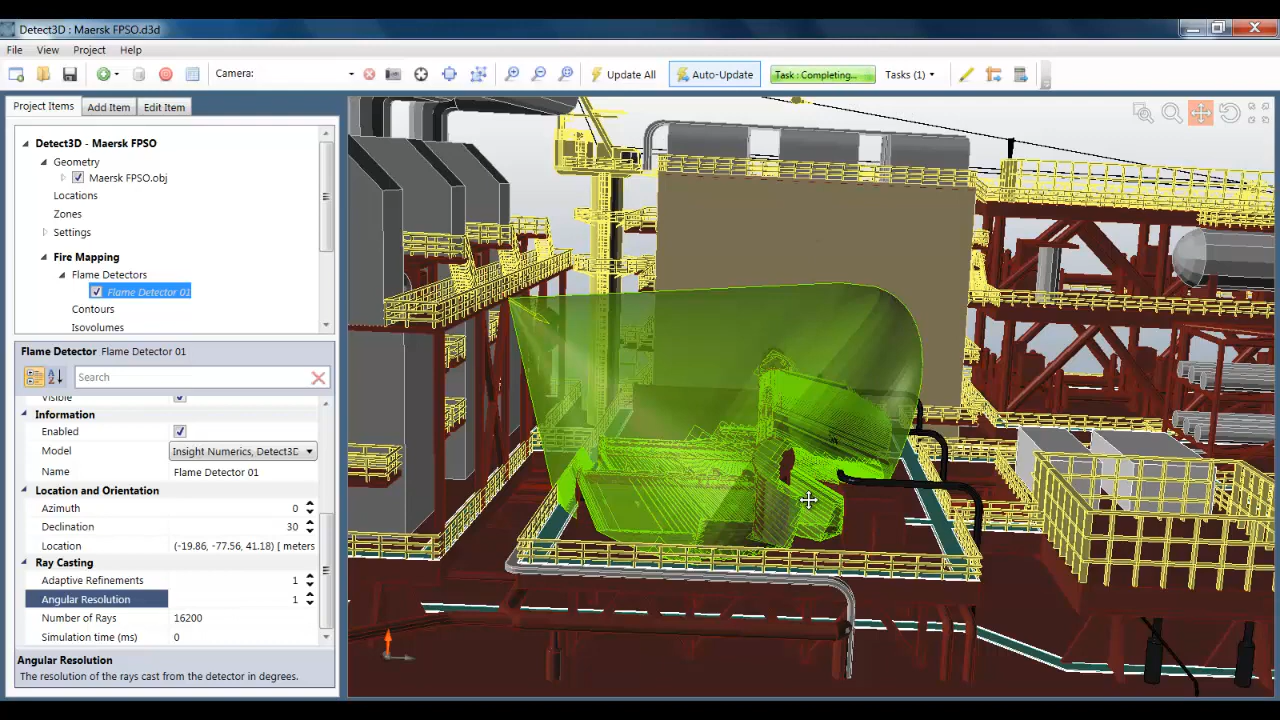 Detect3D : Maersk FPSO.d3d
File View Project Help
Camera: Update All Auto-Update Task : Completing... Tasks (1)
Project Items Add Item Edit Item
Detect3D - Maersk FPSO
Geometry
Maersk FPSO.obj
Locations
Zones
Settings
Fire Mapping
Flame Detectors
Flame Detector 01
Contours
Isovolumes
Flame Detector Flame Detector 01
Search
Visible
Information
Enabled
Model Insight Numerics, Detect3D
Name Flame Detector 01
Location and Orientation
Azimuth 0
Declination 30
Location (-19.86, -77.56, 41.18) [ meters
Ray Casting
Adaptive Refinements 1
Angular Resolution 1
Number of Rays 16200
Simulation time (ms) 0
Angular Resolution
The resolution of the rays cast from the detector in degrees.